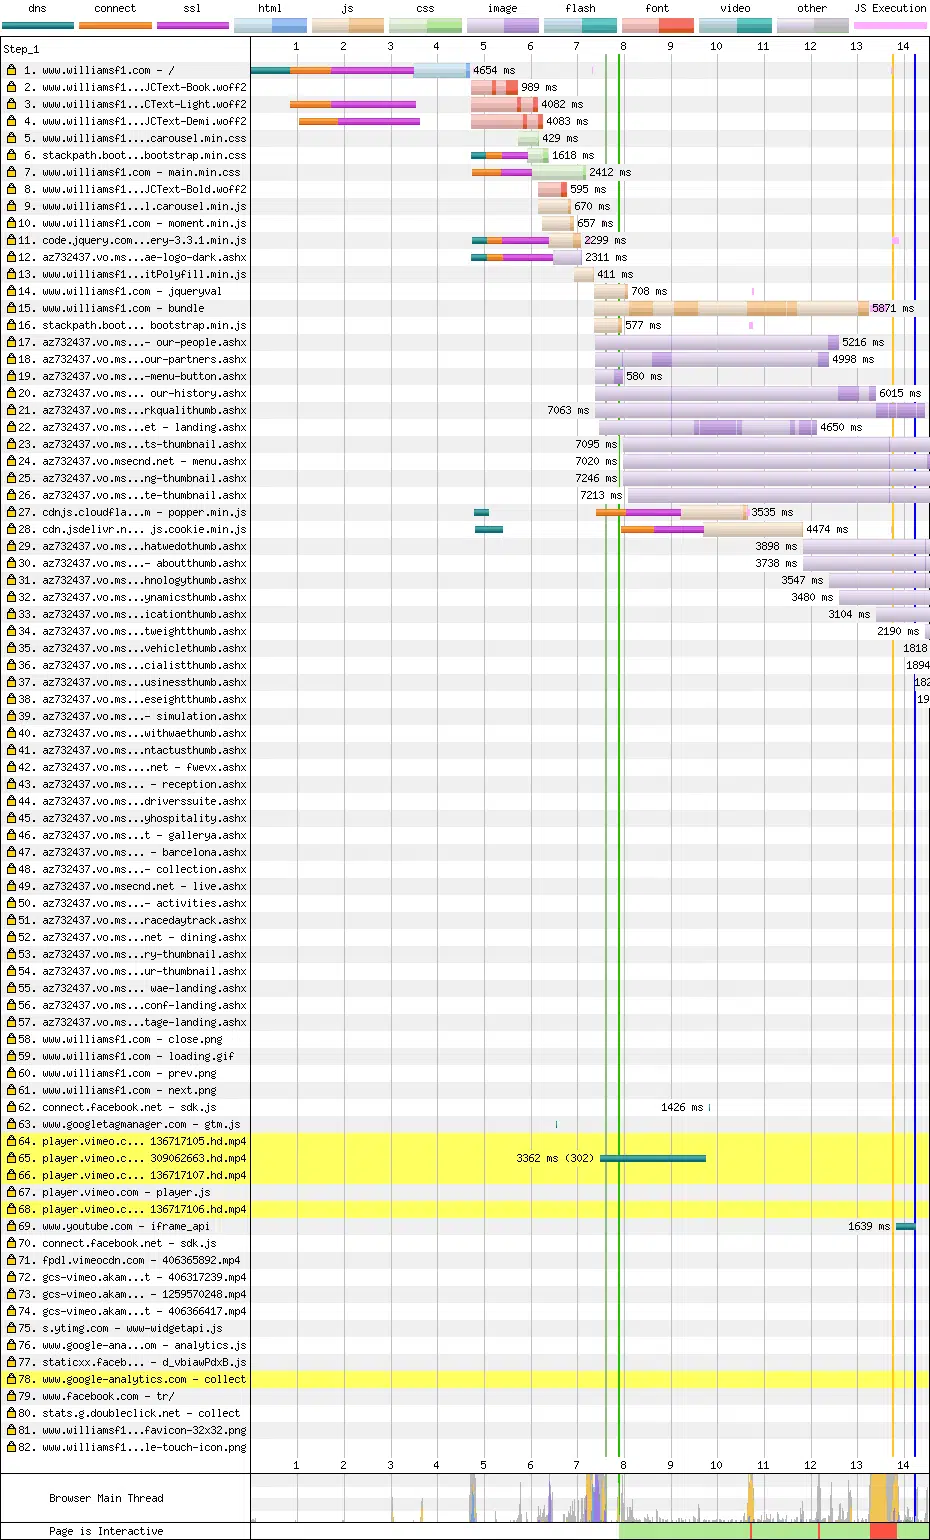 dns connect ssl html js css image flash font video other JS Execution
Step_1 1 2 3 4 5 6 7 8 9 10 11 12 13 14
1. www.williamsf1.com - / 4654 ms
2. www.williamsf1...JCText-Book.woff2 989 ms
3. www.williamsf1...CText-Light.woff2 4082 ms
4. www.williamsf1...JCText-Demi.woff2 4083 ms
5. www.williamsf1....carousel.min.css 429 ms
6. stackpath.boot...bootstrap.min.css 1618 ms
7. www.williamsf1.com - main.min.css 2412 ms
8. www.williamsf1...JCText-Bold.woff2 595 ms
9. www.williamsf1...l.carousel.min.js 670 ms
10. www.williamsf1.com - moment.min.js 657 ms
11. code.jquery.com...ery-3.3.1.min.js 2299 ms
12. az732437.vo.ms...ae-logo-dark.ashx 2311 ms
13. www.williamsf1...itPolyfill.min.js 411 ms
14. www.williamsf1.com - jqueryval 708 ms
15. www.williamsf1.com - bundle 5871 ms
16. stackpath.boot... bootstrap.min.js 577 ms
17. az732437.vo.ms...- our-people.ashx 5216 ms
18. az732437.vo.ms...our-partners.ashx 4998 ms
19. az732437.vo.ms...-menu-button.ashx 580 ms
20. az732437.vo.ms... our-history.ashx 6015 ms
21. az732437.vo.ms...rkqualithumb.ashx 7063 ms
22. az732437.vo.ms...et - landing.ashx 4650 ms
23. az732437.vo.ms...ts-thumbnail.ashx 7095 ms
24. az732437.vo.msecnd.net - menu.ashx 7020 ms
25. az732437.vo.ms...ng-thumbnail.ashx 7246 ms
26. az732437.vo.ms...te-thumbnail.ashx 7213 ms
27. cdnjs.cloudfla...m - popper.min.js 3535 ms
28. cdn.jsdelivr.n... js.cookie.min.js 4474 ms
29. az732437.vo.ms...hatwedothumb.ashx 3898 ms
30. az732437.vo.ms...- aboutthumb.ashx 3738 ms
31. az732437.vo.ms...hnologythumb.ashx 3547 ms
32. az732437.vo.ms...ynamicsthumb.ashx 3480 ms
33. az732437.vo.ms...icationthumb.ashx 3104 ms
34. az732437.vo.ms...tweightthumb.ashx 2190 ms
35. az732437.vo.ms...vehiclethumb.ashx 1818
36. az732437.vo.ms...cialistthumb.ashx 1894
37. az732437.vo.ms...usinessthumb.ashx 182
38. az732437.vo.ms...eseightthumb.ashx 19
39. az732437.vo.ms...- simulation.ashx
40. az732437.vo.ms...withwaethumb.ashx
41. az732437.vo.ms...ntactusthumb.ashx
42. az732437.vo.ms....net - fwevx.ashx
43. az732437.vo.ms... - reception.ashx
44. az732437.vo.ms...driverssuite.ashx
45. az732437.vo.ms...yhospitality.ashx
46. az732437.vo.ms...t - gallerya.ashx
47. az732437.vo.ms... - barcelona.ashx
48. az732437.vo.ms...- collection.ashx
49. az732437.vo.msecnd.net - live.ashx
50. az732437.vo.ms...- activities.ashx
51. az732437.vo.ms...racedaytrack.ashx
52. az732437.vo.ms...net - dining.ashx
53. az732437.vo.ms...ry-thumbnail.ashx
54. az732437.vo.ms...ur-thumbnail.ashx
55. az732437.vo.ms... wae-landing.ashx
56. az732437.vo.ms...conf-landing.ashx
57. az732437.vo.ms...tage-landing.ashx
58. www.williamsf1.com - close.png
59. www.williamsf1.com - loading.gif
60. www.williamsf1.com - prev.png
61. www.williamsf1.com - next.png
62. connect.facebook.net - sdk.js 1426 ms
63. www.googletagmanager.com - gtm.js
64. player.vimeo.c... 136717105.hd.mp4
65. player.vimeo.c... 309062663.hd.mp4 3362 ms (302)
66. player.vimeo.c... 136717107.hd.mp4
67. player.vimeo.com - player.js
68. player.vimeo.c... 136717106.hd.mp4
69. www.youtube.com - iframe_api 1639 ms
70. connect.facebook.net - sdk.js
71. fpdl.vimeocdn.com - 406365892.mp4
72. gcs-vimeo.akam...t - 406317239.mp4
73. gcs-vimeo.akam... - 1259570248.mp4
74. gcs-vimeo.akam...t - 406366417.mp4
75. s.ytimg.com - www-widgetapi.js
76. www.google-ana...om - analytics.js
77. staticxx.faceb... - d_vbiawPdxB.js
78. www.google-analytics.com - collect
79. www.facebook.com - tr/
80. stats.g.doubleclick.net - collect
81. www.williamsf1...favicon-32x32.png
82. www.williamsf1...le-touch-icon.png
1 2 3 4 5 6 7 8 9 10 11 12 13 14
Browser Main Thread
Page is Interactive